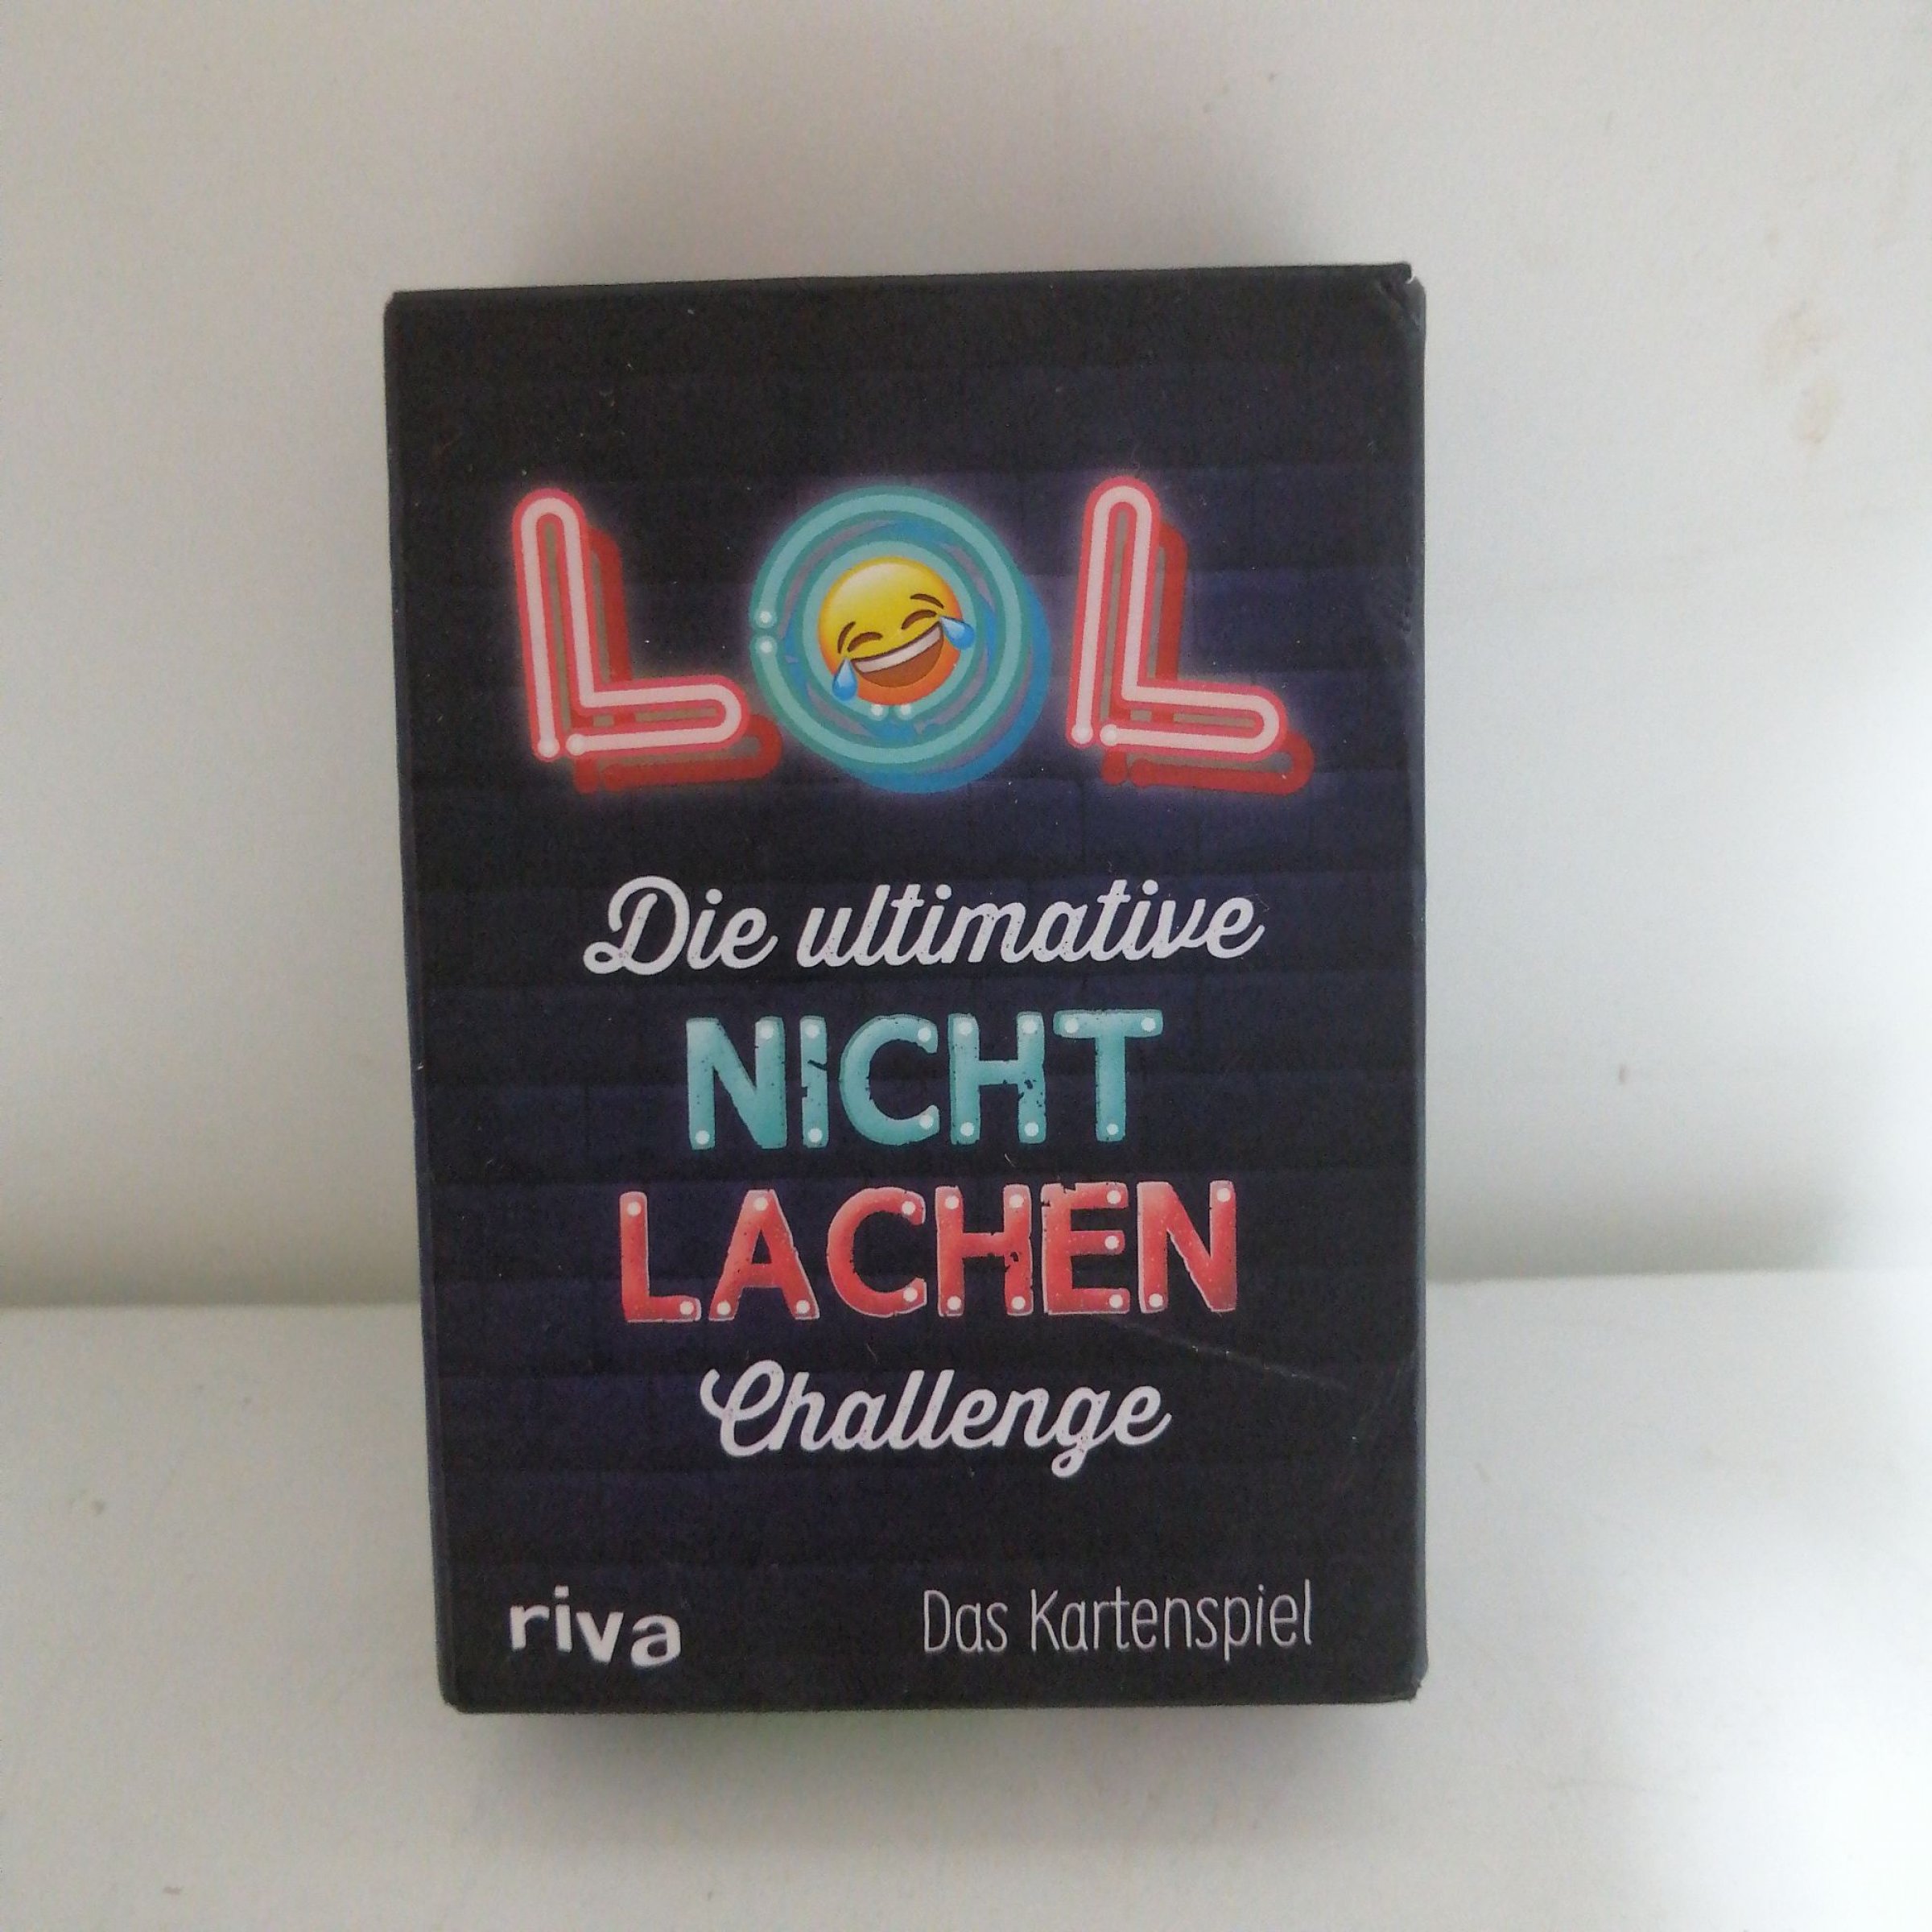 LOL
Die ultimative
NICHT
LACHEN
Challenge
riva
Das Kartenspiel